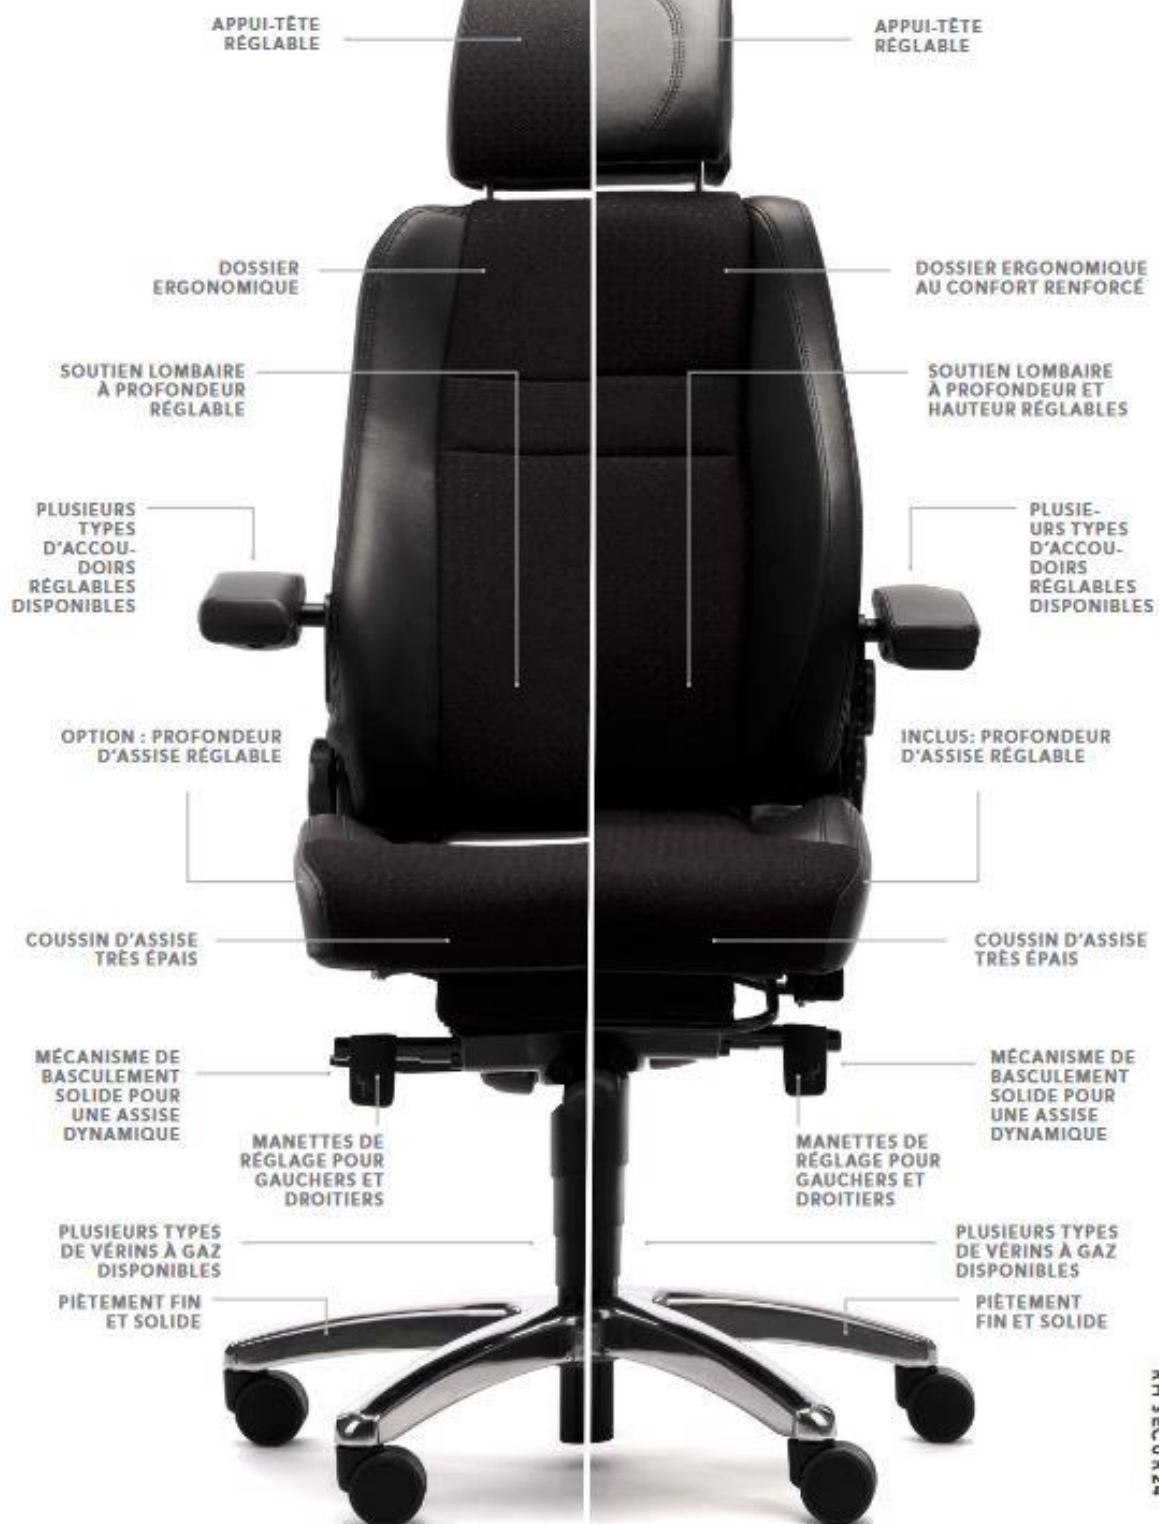 APPUI-TÊTE
RÉGLABLE
APPUI-TÊTE
RÉGLABLE
DOSSIER
ERGONOMIQUE
DOSSIER ERGONOMIQUE
AU CONFORT RENFORCÉ
SOUTIEN LOMBAIRE
À PROFONDEUR
RÉGLABLE
SOUTIEN LOMBAIRE
À PROFONDEUR ET
HAUTEUR RÉGLABLES
PLUSIEURS
TYPES
D'ACCOU-
DOIRS
RÉGLABLES
DISPONIBLES
PLUSIE-
URS TYPES
D'ACCOU-
DOIRS
RÉGLABLES
DISPONIBLES
OPTION : PROFONDEUR
D'ASSISE RÉGLABLE
INCLUS: PROFONDEUR
D'ASSISE RÉGLABLE
COUSSIN D'ASSISE
TRÈS ÉPAIS
COUSSIN D'ASSISE
TRÈS ÉPAIS
MÉCANISME DE
BASCULEMENT
SOLIDE POUR
UNE ASSISE
DYNAMIQUE
MÉCANISME DE
BASCULEMENT
SOLIDE POUR
UNE ASSISE
DYNAMIQUE
MANETTES DE
RÉGLAGE POUR
GAUCHERS ET
DROITIERS
MANETTES DE
RÉGLAGE POUR
GAUCHERS ET
DROITIERS
PLUSIEURS TYPES
DE VÉRINS À GAZ
DISPONIBLES
PLUSIEURS TYPES
DE VÉRINS À GAZ
DISPONIBLES
PIÈTEMENT FIN
ET SOLIDE
PIÈTEMENT
FIN ET SOLIDE